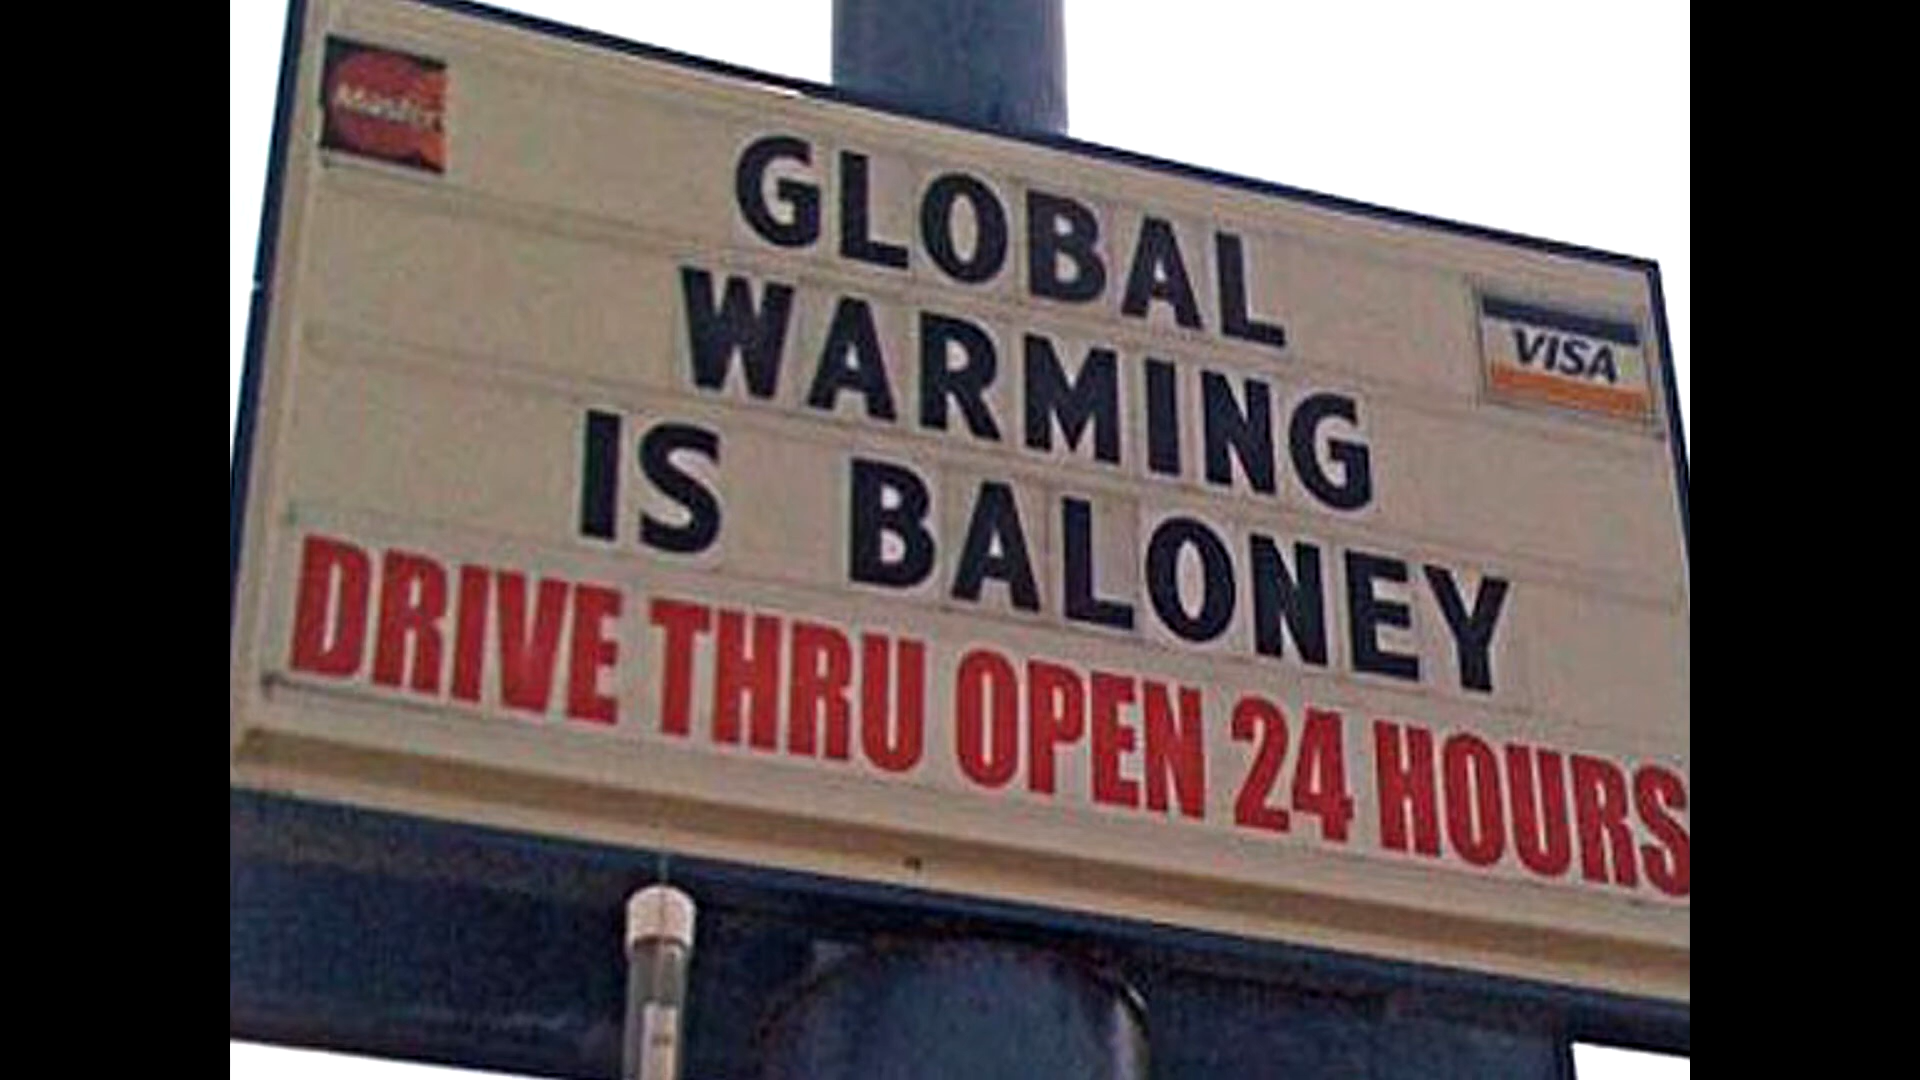 GLOBAL
WARMING
VISA
IS BALONEY
DRIVE THRU OPEN 24 HOURS